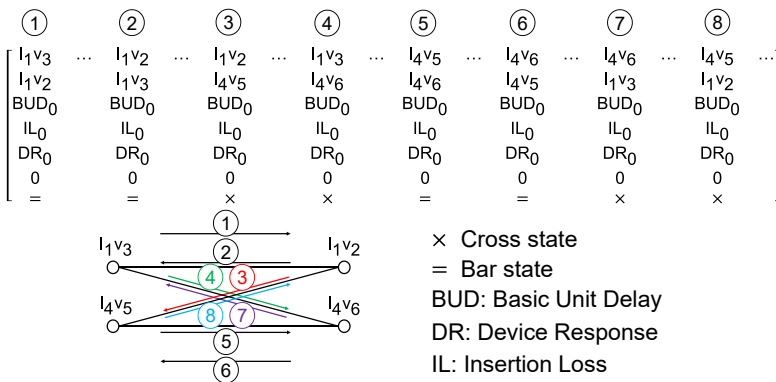 ① ② ③ ④ ⑤ ⑥ ⑦ ⑧
I₁v₃ ... I₁v₂ ... I₁v₂ ... I₁v₃ ... I₄v₅ ... I₄v₆ ... I₄v₆ ... I₄v₅ ...
I₁v₂ I₁v₃ I₄v₅ I₄v₆ I₄v₆ I₄v₅ I₁v₃ I₁v₂
BUD₀ BUD₀ BUD₀ BUD₀ BUD₀ BUD₀ BUD₀ BUD₀
IL₀ IL₀ IL₀ IL₀ IL₀ IL₀ IL₀ IL₀
DR₀ DR₀ DR₀ DR₀ DR₀ DR₀ DR₀ DR₀
0 0 0 0 0 0 0 0
= = × × = = × ×
①
I₁v₃ ② I₁v₂
④ ③
I₄v₅ ⑧ ⑦ I₄v₆
⑤
⑥
× Cross state
= Bar state
BUD: Basic Unit Delay
DR: Device Response
IL: Insertion Loss